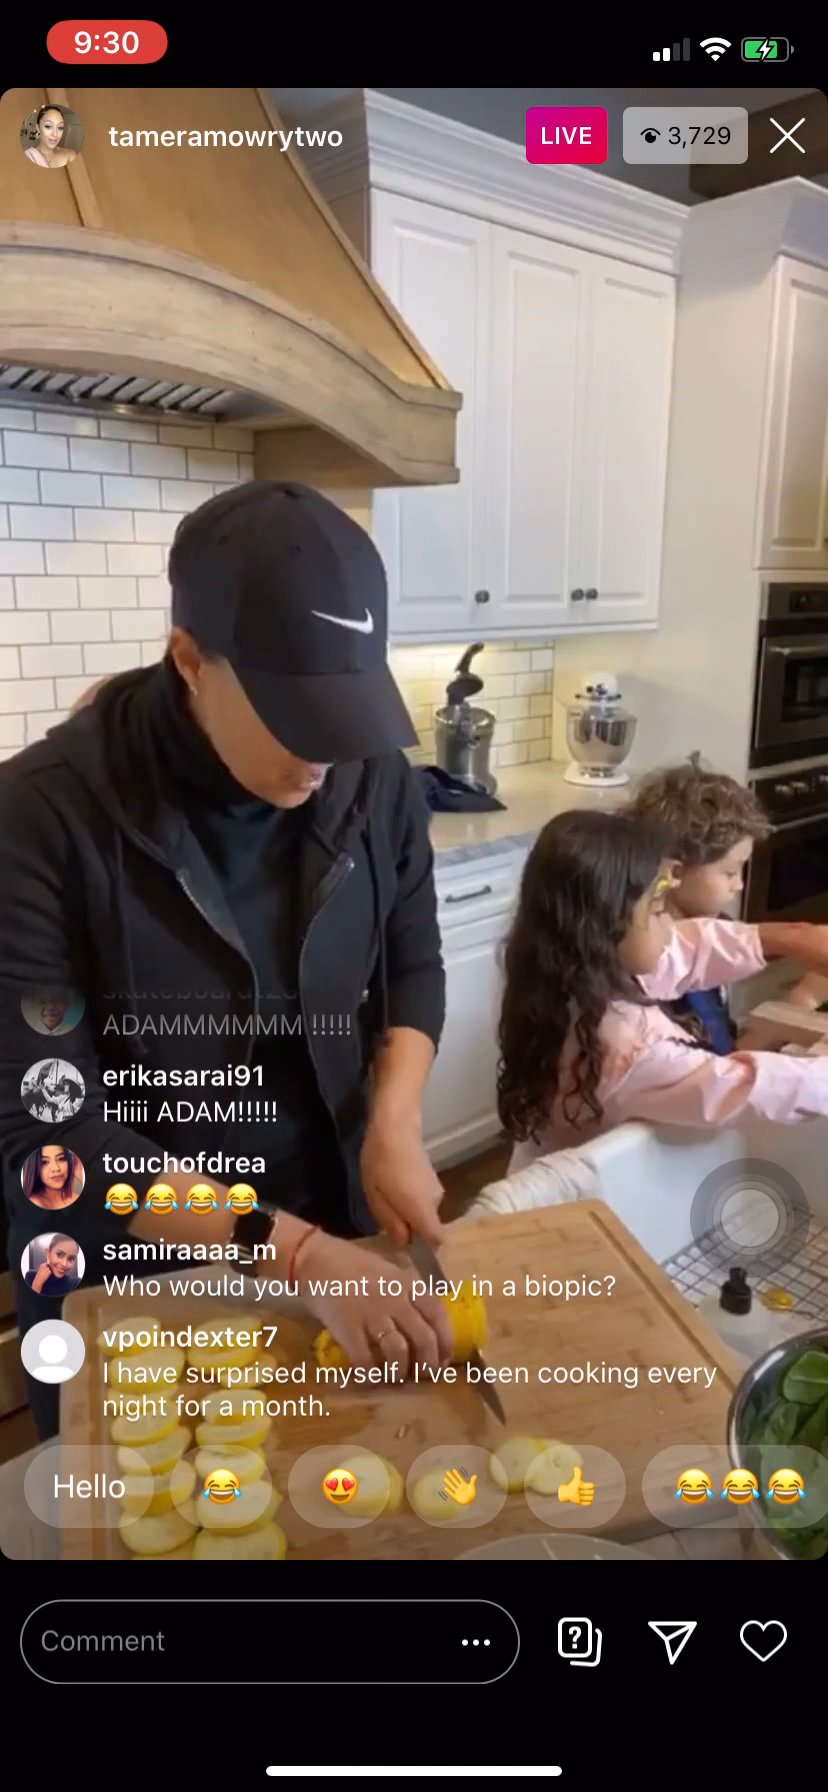 9:30
tameramowrytwo
LIVE
3,729
ADAMMMMMM !!!!!
erikasarai91
Hiiii ADAM!!!!!
touchofdrea
😂😂😂😂
samiraaaa_m
Who would you want to play in a biopic?
vpoindexter7
I have surprised myself. I've been cooking every
night for a month.
Hello 😂 😍 👋 👍 😂😂😂
Comment